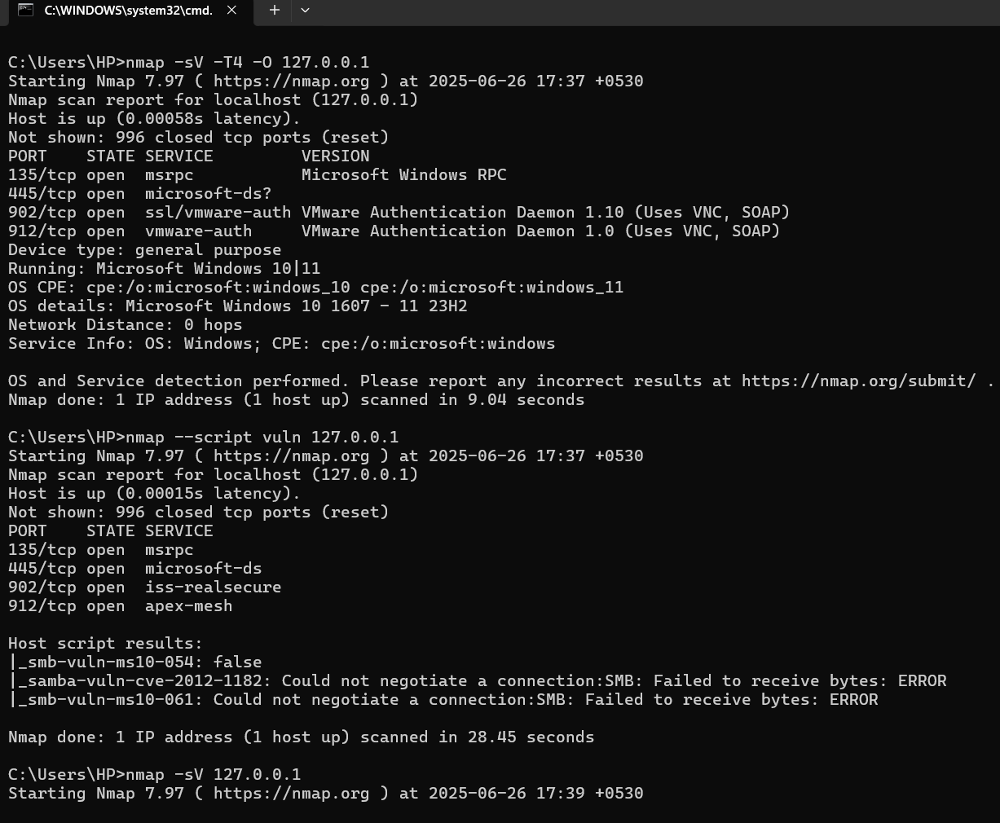 C:\WINDOWS\system32\cmd.
C:\Users\HP>nmap -sV -T4 -O 127.0.0.1
Starting Nmap 7.97 ( https://nmap.org ) at 2025-06-26 17:37 +0530
Nmap scan report for localhost (127.0.0.1)
Host is up (0.00058s latency).
Not shown: 996 closed tcp ports (reset)
PORT    STATE SERVICE         VERSION
135/tcp open  msrpc           Microsoft Windows RPC
445/tcp open  microsoft-ds?
902/tcp open  ssl/vmware-auth VMware Authentication Daemon 1.10 (Uses VNC, SOAP)
912/tcp open  vmware-auth     VMware Authentication Daemon 1.0 (Uses VNC, SOAP)
Device type: general purpose
Running: Microsoft Windows 10|11
OS CPE: cpe:/o:microsoft:windows_10 cpe:/o:microsoft:windows_11
OS details: Microsoft Windows 10 1607 - 11 23H2
Network Distance: 0 hops
Service Info: OS: Windows; CPE: cpe:/o:microsoft:windows
OS and Service detection performed. Please report any incorrect results at https://nmap.org/submit/ .
Nmap done: 1 IP address (1 host up) scanned in 9.04 seconds
C:\Users\HP>nmap --script vuln 127.0.0.1
Starting Nmap 7.97 ( https://nmap.org ) at 2025-06-26 17:37 +0530
Nmap scan report for localhost (127.0.0.1)
Host is up (0.00015s latency).
Not shown: 996 closed tcp ports (reset)
PORT    STATE SERVICE
135/tcp open  msrpc
445/tcp open  microsoft-ds
902/tcp open  iss-realsecure
912/tcp open  apex-mesh
Host script results:
|_smb-vuln-ms10-054: false
|_samba-vuln-cve-2012-1182: Could not negotiate a connection:SMB: Failed to receive bytes: ERROR
|_smb-vuln-ms10-061: Could not negotiate a connection:SMB: Failed to receive bytes: ERROR
Nmap done: 1 IP address (1 host up) scanned in 28.45 seconds
C:\Users\HP>nmap -sV 127.0.0.1
Starting Nmap 7.97 ( https://nmap.org ) at 2025-06-26 17:39 +0530